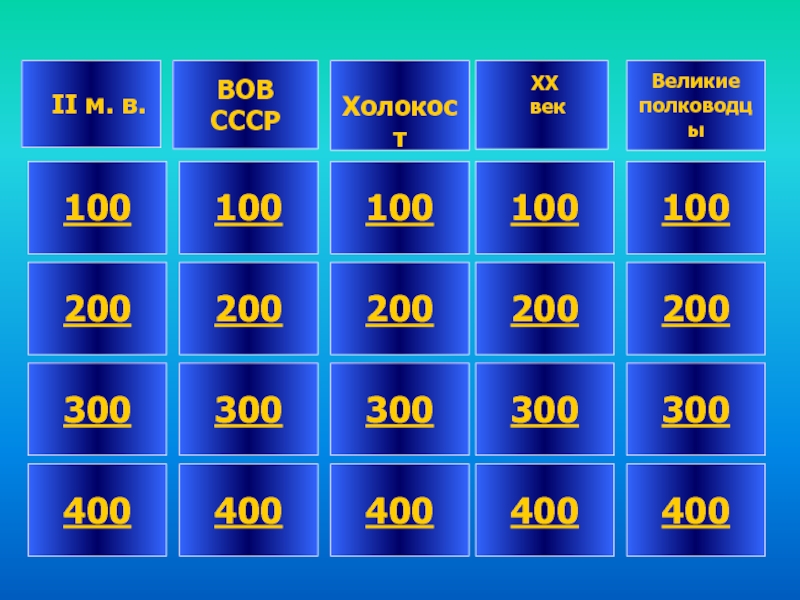 II м. в.
ВОВ
СССР
Холокос
т
XX
век
Великие
полководц
ы
100 100 100 100 100
200 200 200 200 200
300 300 300 300 300
400 400 400 400 400